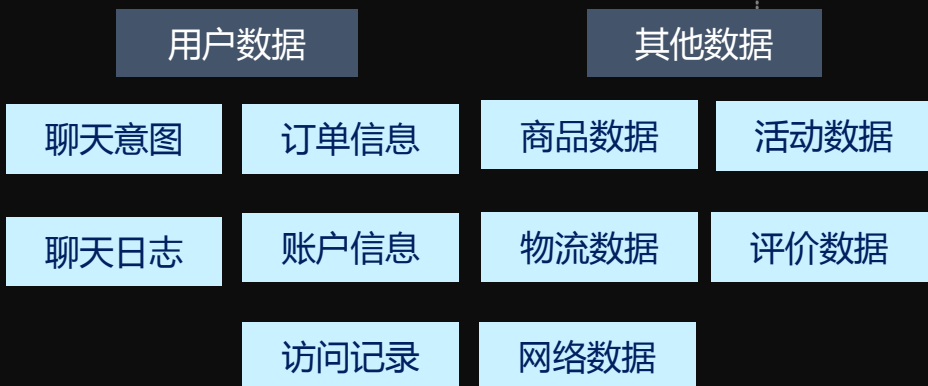 用户数据
其他数据
聊天意图
订单信息
商品数据
活动数据
聊天日志
账户信息
物流数据
评价数据
访问记录
网络数据